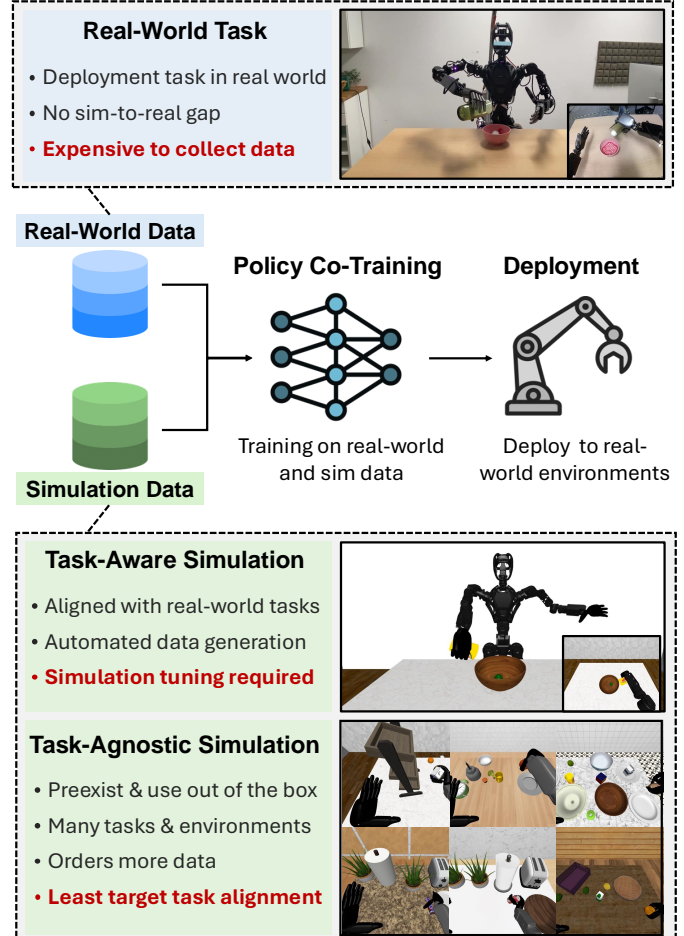 Real-World Task
• Deployment task in real world
• No sim-to-real gap
• Expensive to collect data
Real-World Data
Policy Co-Training
Deployment
Training on real-world
and sim data
Deploy to real-
world environments
Simulation Data
Task-Aware Simulation
• Aligned with real-world tasks
• Automated data generation
• Simulation tuning required
Task-Agnostic Simulation
• Preexist & use out of the box
• Many tasks & environments
• Orders more data
• Least target task alignment